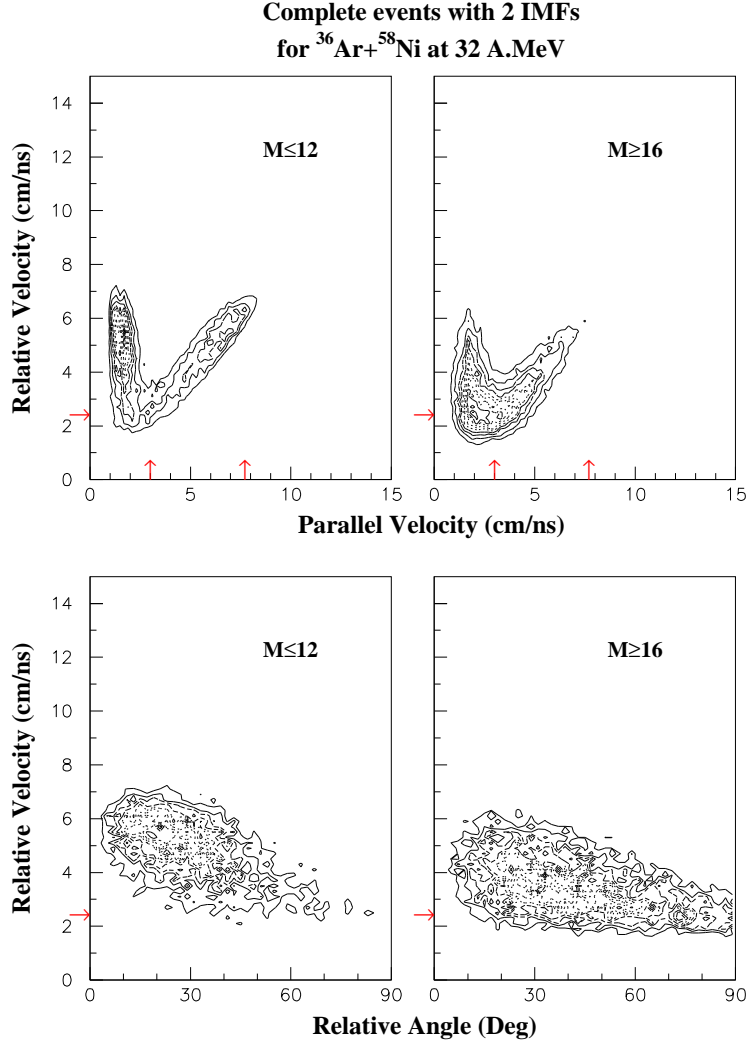 Complete events with 2 IMFs
for ³⁶Ar+⁵⁸Ni at 32 A.MeV
Relative Velocity (cm/ns)
14
12
10
8
6
4
2
0
M≤12
M≥16
0 5 10 15
0 5 10 15
Parallel Velocity (cm/ns)
Relative Velocity (cm/ns)
14
12
10
8
6
4
2
0
M≤12
M≥16
0 30 60 90
0 30 60 90
Relative Angle (Deg)